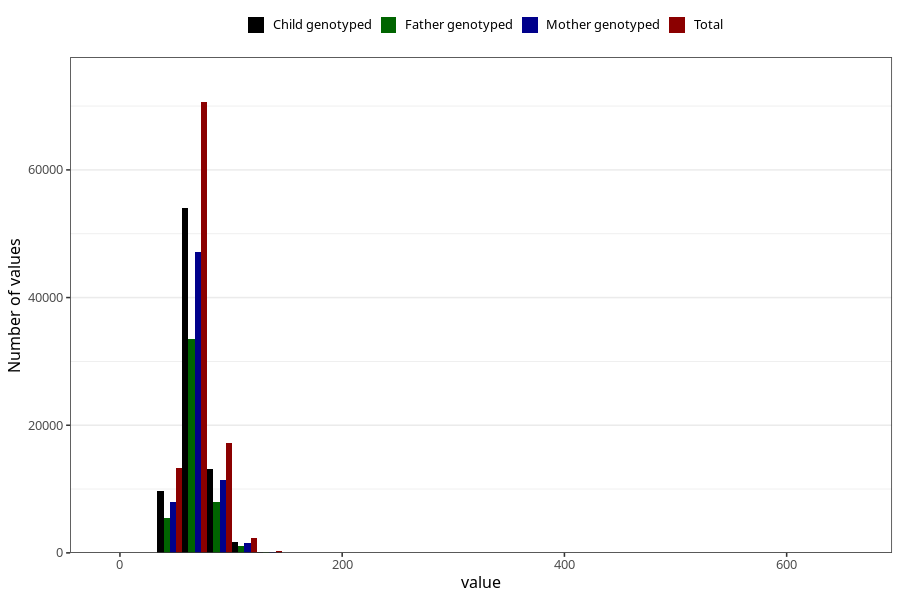 Child genotyped Father genotyped Mother genotyped Total
Number of values
60000
40000
20000
0
0 200 400 600
value